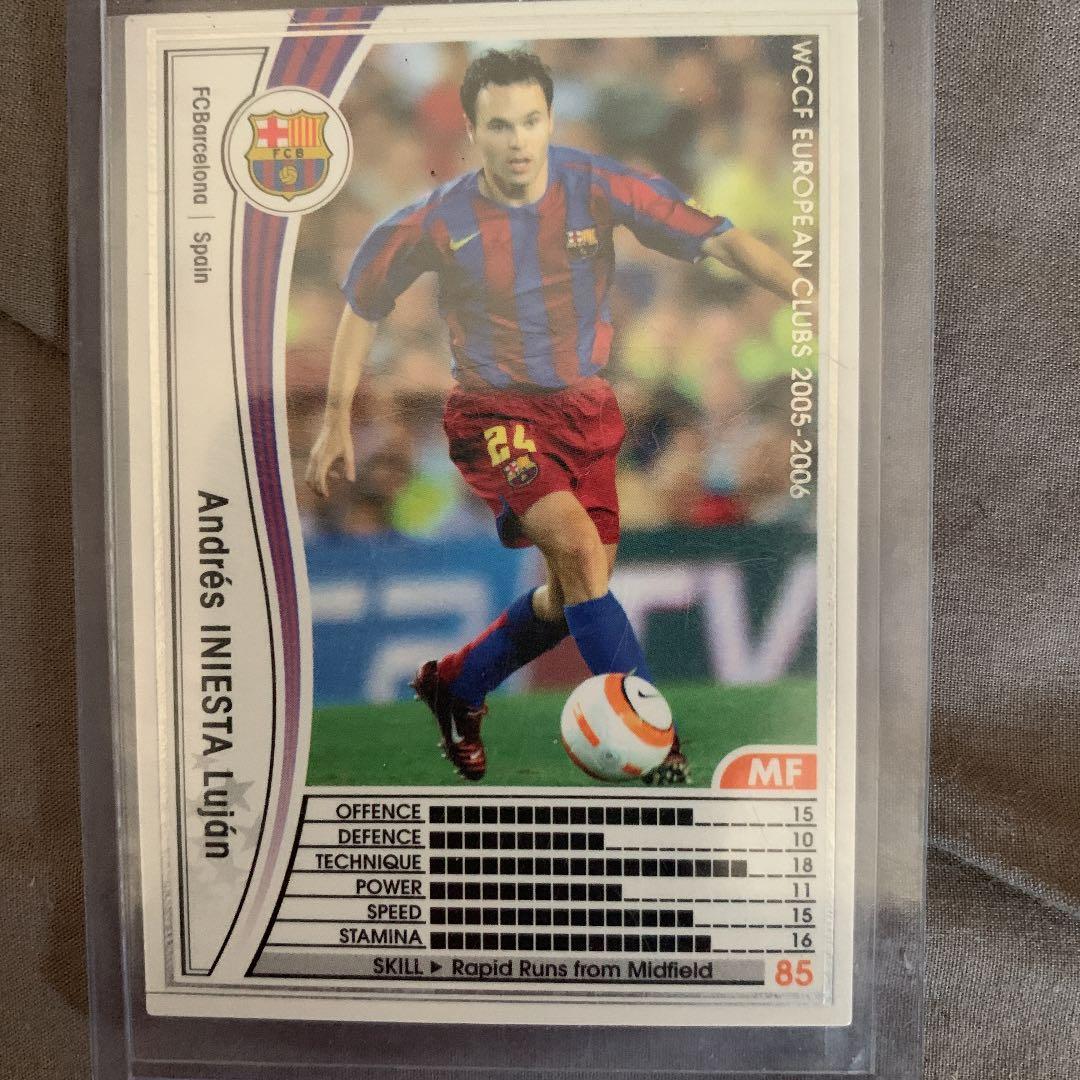 WCCF EUROPEAN CLUBS 2005-2006
FCBarcelona | Spain
FCB
Andrés INIESTA Luján
24
MF
OFFENCE 15
DEFENCE 10
TECHNIQUE 18
POWER 11
SPEED 15
STAMINA 16
SKILL ► Rapid Runs from Midfield 85